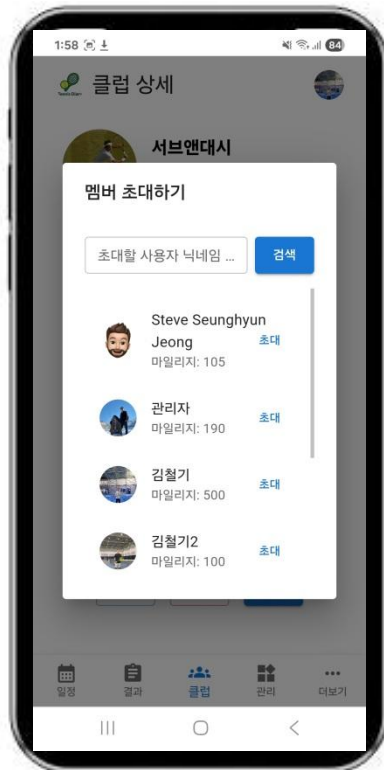 1:58
84
클럽 상세
서브앤대시
멤버 초대하기
초대할 사용자 닉네임 ...
검색
Steve Seunghyun
Jeong
초대
마일리지: 105
관리자
초대
마일리지: 190
김철기
초대
마일리지: 500
김철기2
초대
마일리지: 100
일정
결과
클럽
관리
더보기